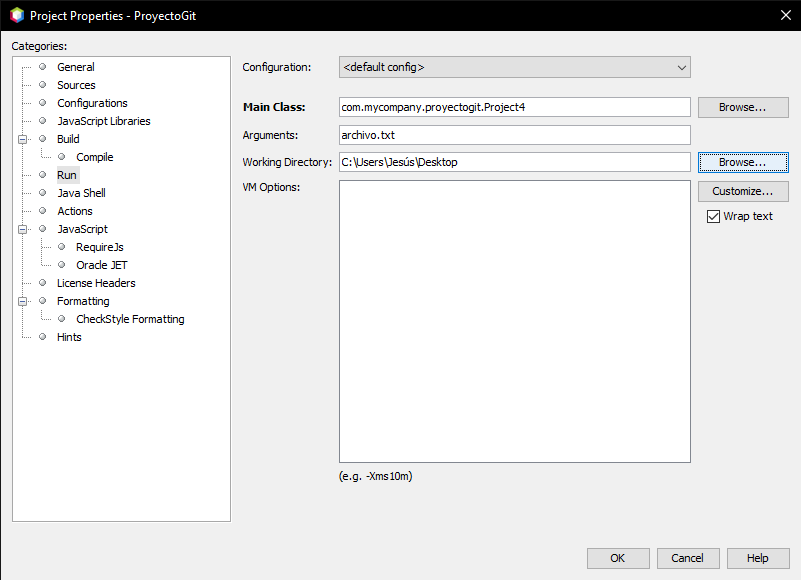 Project Properties - ProyectoGit
Categories:
General
Sources
Configurations
JavaScript Libraries
Build
Compile
Run
Java Shell
Actions
JavaScript
RequireJs
Oracle JET
License Headers
Formatting
CheckStyle Formatting
Hints
Configuration: <default config>
Main Class: com.mycompany.proyectogit.Project4 Browse...
Arguments: archivo.txt
Working Directory: C:\Users\Jesús\Desktop Browse...
VM Options: Customize...
Wrap text
(e.g. -Xms10m)
OK Cancel Help